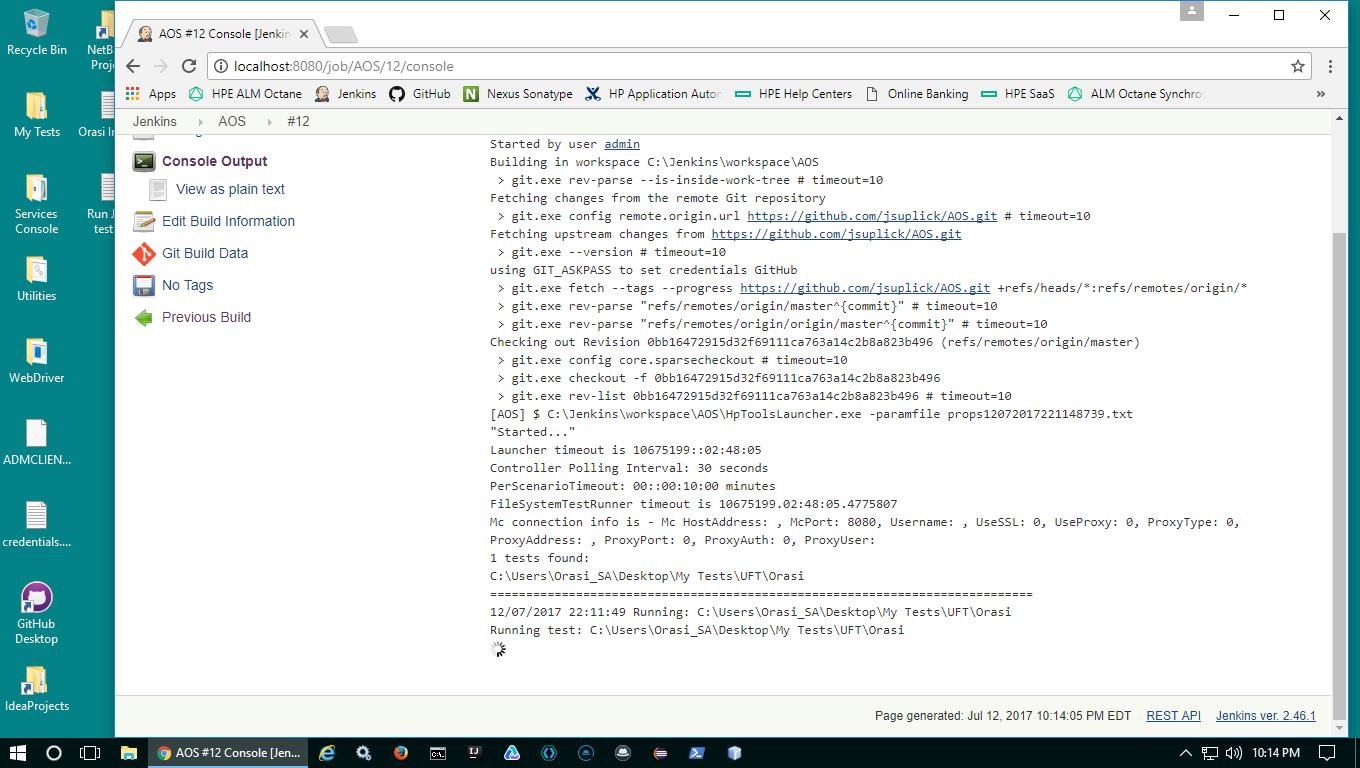 Recycle Bin
NetB
Proj
My Tests
Orasi In
Services
Console
Run J
test
Utilities
WebDriver
ADMCLIEN...
credentials....
GitHub
Desktop
IdeaProjects
AOS #12 Console [Jenkin
localhost:8080/job/AOS/12/console
Apps
HPE ALM Octane
Jenkins
GitHub
Nexus Sonatype
HP Application Autor
HPE Help Centers
Online Banking
HPE SaaS
ALM Octane Synchro
»
Jenkins
AOS
#12
Console Output
View as plain text
Edit Build Information
Git Build Data
No Tags
Previous Build
Started by user admin
Building in workspace C:\Jenkins\workspace\AOS
> git.exe rev-parse --is-inside-work-tree # timeout=10
Fetching changes from the remote Git repository
> git.exe config remote.origin.url https://github.com/jsuplick/AOS.git # timeout=10
Fetching upstream changes from https://github.com/jsuplick/AOS.git
> git.exe --version # timeout=10
using GIT_ASKPASS to set credentials GitHub
> git.exe fetch --tags --progress https://github.com/jsuplick/AOS.git +refs/heads/*:refs/remotes/origin/*
> git.exe rev-parse "refs/remotes/origin/master^{commit}" # timeout=10
> git.exe rev-parse "refs/remotes/origin/origin/master^{commit}" # timeout=10
Checking out Revision 0bb16472915d32f69111ca763a14c2b8a823b496 (refs/remotes/origin/master)
> git.exe config core.sparsecheckout # timeout=10
> git.exe checkout -f 0bb16472915d32f69111ca763a14c2b8a823b496
> git.exe rev-list 0bb16472915d32f69111ca763a14c2b8a823b496 # timeout=10
[AOS] $ C:\Jenkins\workspace\AOS\HpToolsLauncher.exe -paramfile props12072017221148739.txt
"Started..."
Launcher timeout is 10675199::02:48:05
Controller Polling Interval: 30 seconds
PerScenarioTimeout: 00::00:10:00 minutes
FileSystemTestRunner timeout is 10675199.02:48:05.4775807
Mc connection info is - Mc HostAddress: , McPort: 8080, Username: , UseSSL: 0, UseProxy: 0, ProxyType: 0,
ProxyAddress: , ProxyPort: 0, ProxyAuth: 0, ProxyUser:
1 tests found:
C:\Users\Orasi_SA\Desktop\My Tests\UFT\Orasi
============================================================================
12/07/2017 22:11:49 Running: C:\Users\Orasi_SA\Desktop\My Tests\UFT\Orasi
Running test: C:\Users\Orasi_SA\Desktop\My Tests\UFT\Orasi
Page generated: Jul 12, 2017 10:14:05 PM EDT
REST API
Jenkins ver. 2.46.1
AOS #12 Console [Jen...
10:14 PM